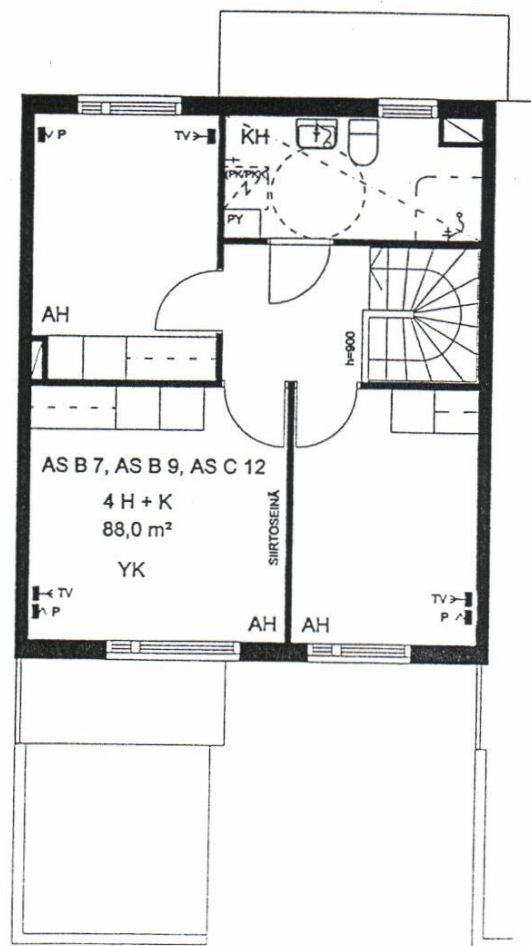 P
TV
KH
(PK/PKK)
PY
AH
h=900
AS B 7, AS B 9, AS C 12
4 H + K
88,0 m²
YK
SIIRTOSEINÄ
TV
P
AH
AH
TV
P